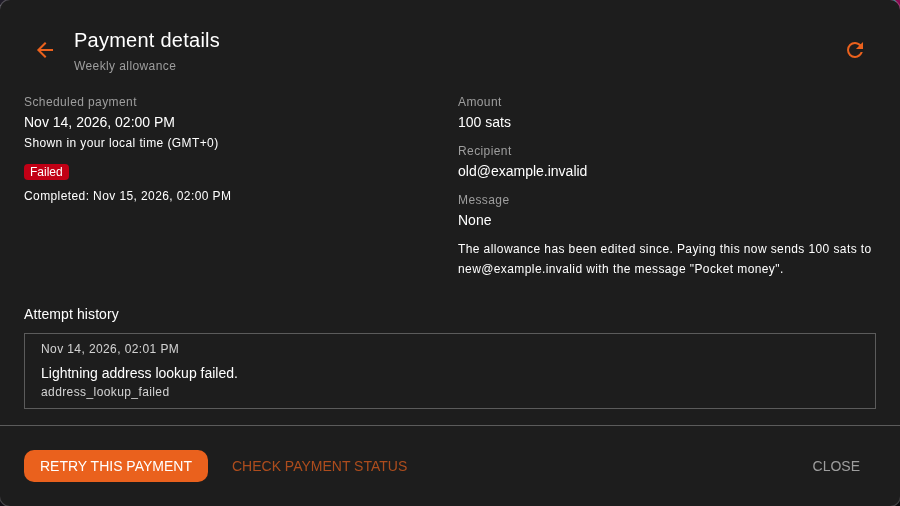 Payment details
Weekly allowance
Scheduled payment
Nov 14, 2026, 02:00 PM
Shown in your local time (GMT+0)
Failed
Completed: Nov 15, 2026, 02:00 PM
Amount
100 sats
Recipient
old@example.invalid
Message
None
The allowance has been edited since. Paying this now sends 100 sats to
new@example.invalid with the message "Pocket money".
Attempt history
Nov 14, 2026, 02:01 PM
Lightning address lookup failed.
address_lookup_failed
RETRY THIS PAYMENT
CHECK PAYMENT STATUS
CLOSE